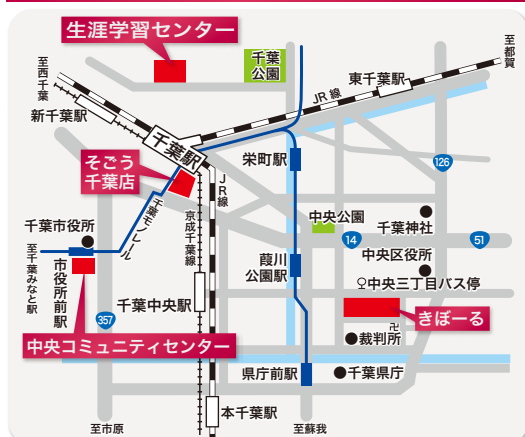 生涯学習センター
千葉
公園
至都賀
至西千葉
東千葉駅
JR線
新千葉駅
千葉駅
栄町駅
126
そごう
千葉店
JR線
千葉モノレール
京成千葉線
中央公園
千葉神社
千葉市役所
14
51
中央区役所
至千葉みなと駅
市役所前駅
葭川
公園駅
中央三丁目バス停
千葉中央駅
きぼーる
357
卍
裁判所
中央コミュニティセンター
県庁前駅
千葉県庁
本千葉駅
至市原
至蘇我